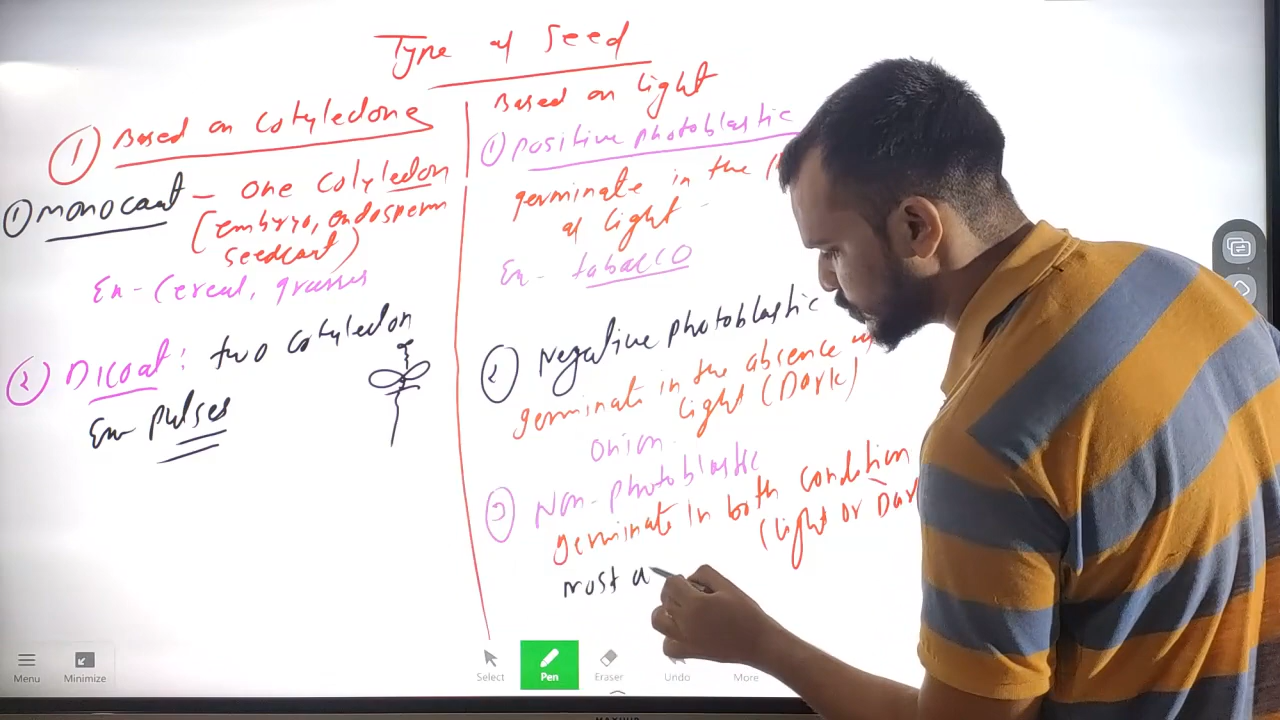 Type of Seed
① Based on Cotyledone
① monocoat - one Cotyledon
(embryo, endosperm
seedcoat)
Ex- Cereal, grasses
② Dicoat: two cotyledon
Ex- pulses
Based on Light
① positive photoblastic
germinate in the
of light -
Ex- tabacco
② Negative photoblastic
germinate in the absence of
light (Dark)
onion.
③ Non-photoblastic
germinate in both condition
(light or Dar
most
Menu
Minimize
Select
Pen
Eraser
Undo
More